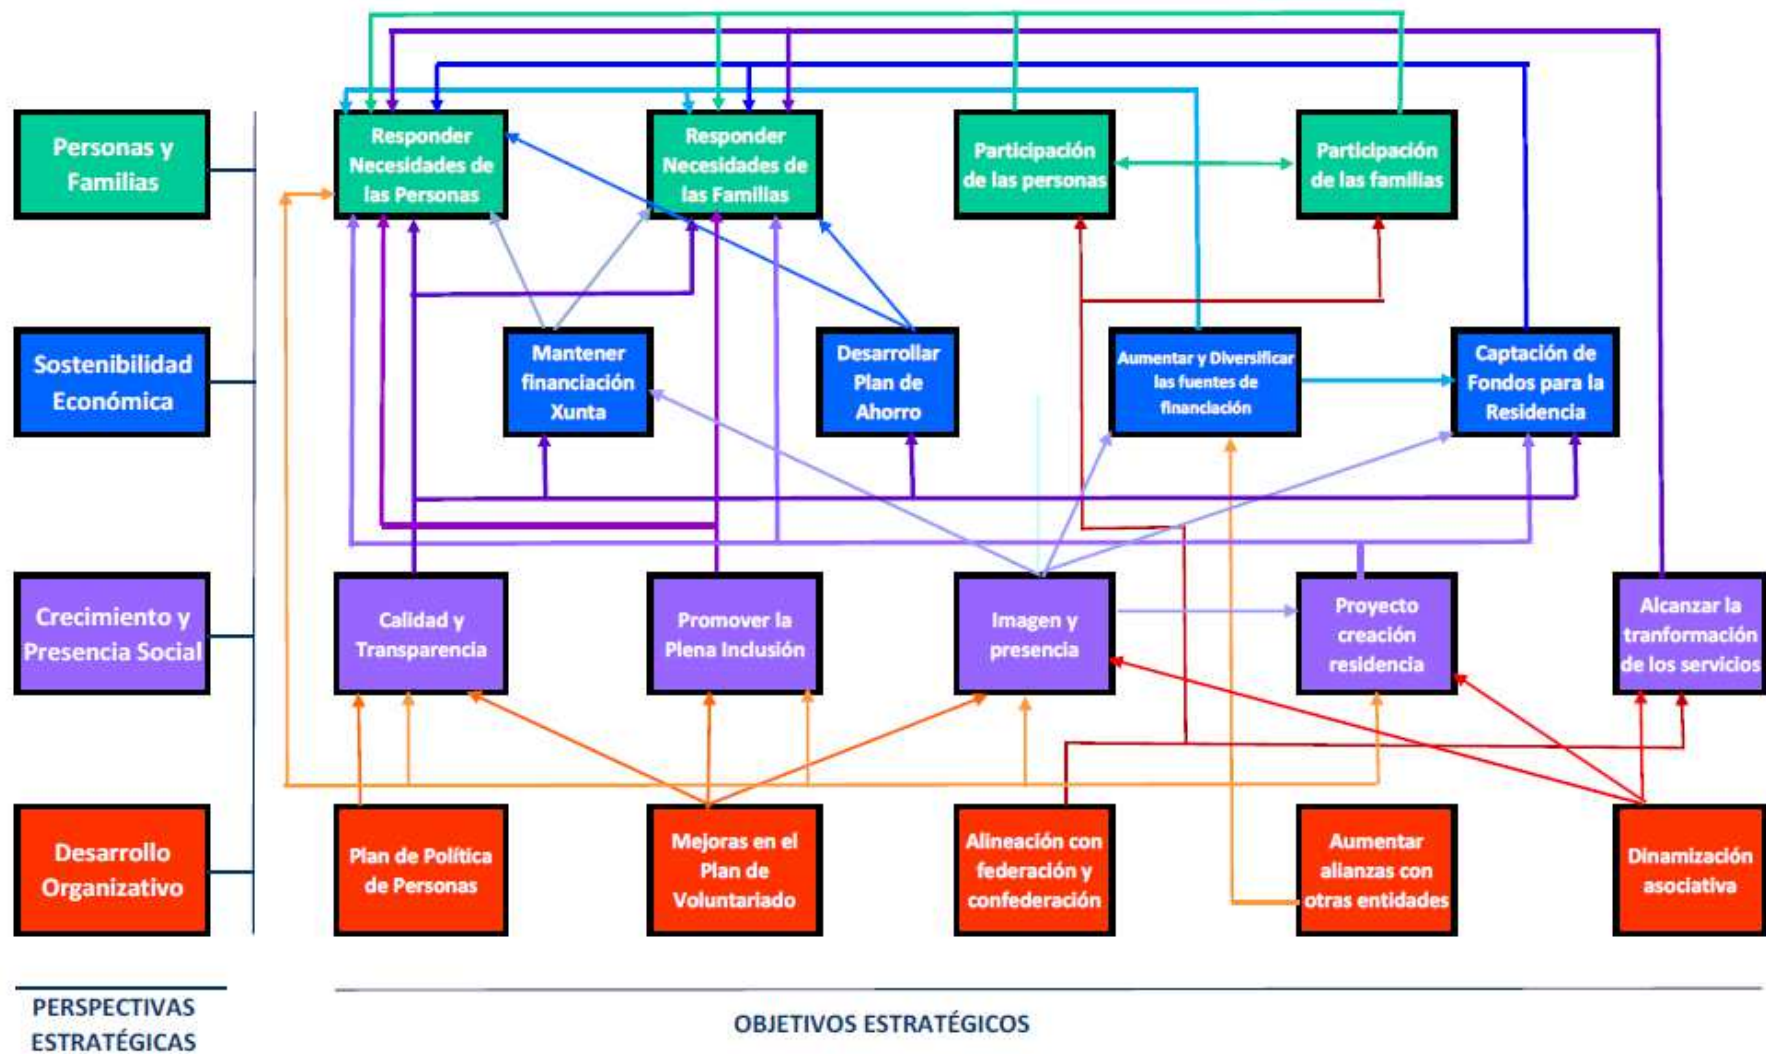 Personas y
Familias
Responder
Necesidades de
las Personas
Responder
Necesidades de
las Familias
Participación
de las personas
Participación
de las familias
Sostenibilidad
Económica
Mantener
financiación
Xunta
Desarrollar
Plan de
Ahorro
Aumentar y Diversificar
las fuentes de
financiación
Captación de
Fondos para la
Residencia
Crecimiento y
Presencia Social
Calidad y
Transparencia
Promover la
Plena Inclusión
Imagen y
presencia
Proyecto
creación
residencia
Alcanzar la
tranformación
de los servicios
Desarrollo
Organizativo
Plan de Política
de Personas
Mejoras en el
Plan de
Voluntariado
Alineación con
federación y
confederación
Aumentar
alianzas con
otras entidades
Dinamización
asociativa
PERSPECTIVAS
ESTRATÉGICAS
OBJETIVOS ESTRATÉGICOS